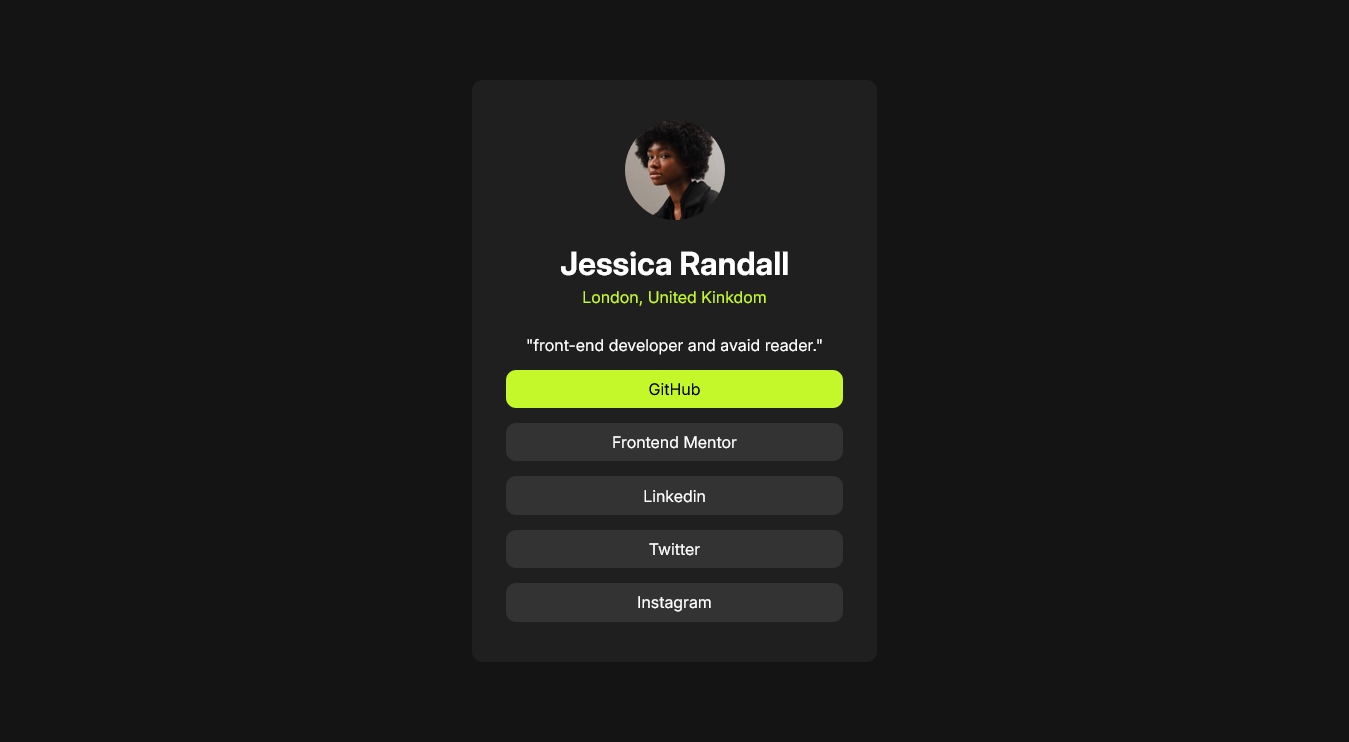 Jessica Randall
London, United Kinkdom
"front-end developer and avaid reader."
GitHub
Frontend Mentor
Linkedin
Twitter
Instagram